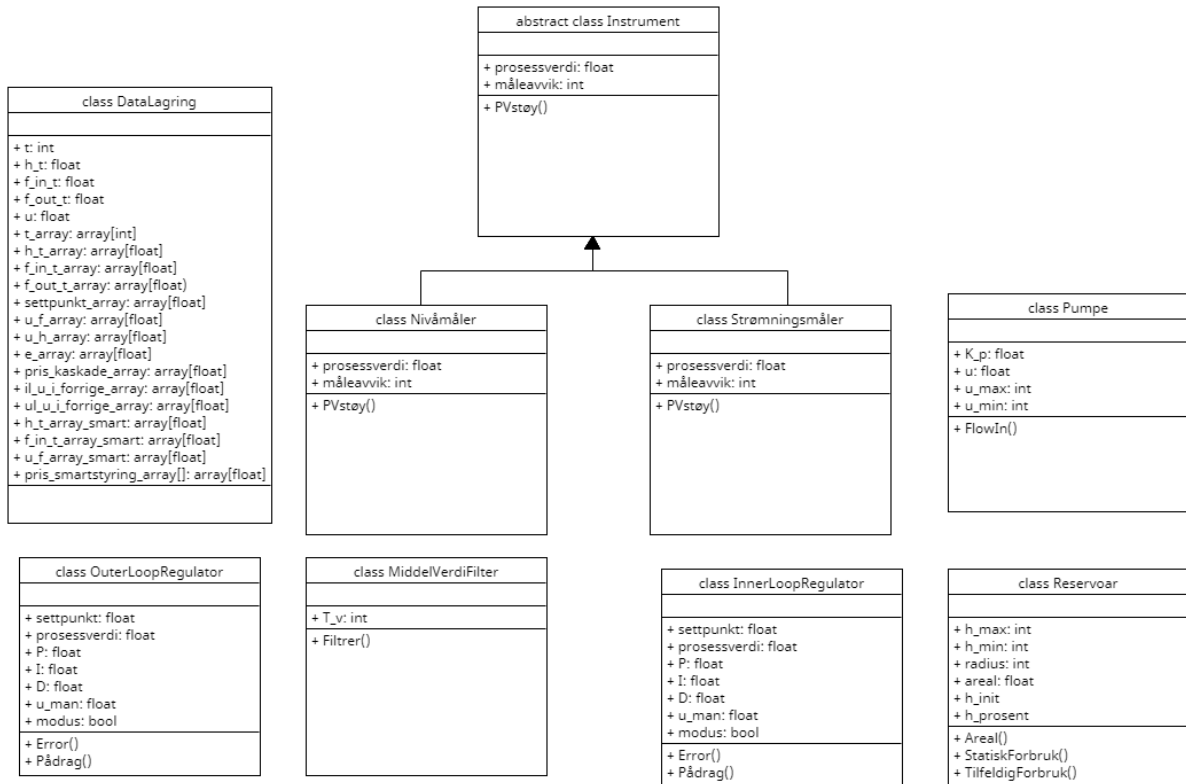 abstract class Instrument
+ prosessverdi: float
+ måleavvik: int
+ PVstøy()
class DataLagring
+ t: int
+ h_t: float
+ f_in_t: float
+ f_out_t: float
+ u: float
+ t_array: array[int]
+ h_t_array: array[float]
+ f_in_t_array: array[float]
+ f_out_t_array: array[float)
+ settpunkt_array: array[float]
+ u_f_array: array[float]
+ u_h_array: array[float]
+ e_array: array[float]
+ pris_kaskade_array: array[float]
+ il_u_i_forrige_array: array[float]
+ ul_u_i_forrige_array: array[float]
+ h_t_array_smart: array[float]
+ f_in_t_array_smart: array[float]
+ u_f_array_smart: array[float]
+ pris_smartstyring_array[]: array[float]
class Nivåmåler
+ prosessverdi: float
+ måleavvik: int
+ PVstøy()
class Strømningsmåler
+ prosessverdi: float
+ måleavvik: int
+ PVstøy()
class Pumpe
+ K_p: float
+ u: float
+ u_max: int
+ u_min: int
+ FlowIn()
class OuterLoopRegulator
+ settpunkt: float
+ prosessverdi: float
+ P: float
+ I: float
+ D: float
+ u_man: float
+ modus: bool
+ Error()
+ Pådrag()
class MiddelVerdiFilter
+ T_v: int
+ Filtrer()
class InnerLoopRegulator
+ settpunkt: float
+ prosessverdi: float
+ P: float
+ I: float
+ D: float
+ u_man: float
+ modus: bool
+ Error()
+ Pådrag()
class Reservoar
+ h_max: int
+ h_min: int
+ radius: int
+ areal: float
+ h_init
+ h_prosent
+ Areal()
+ StatiskForbruk()
+ TilfeldigForbruk()